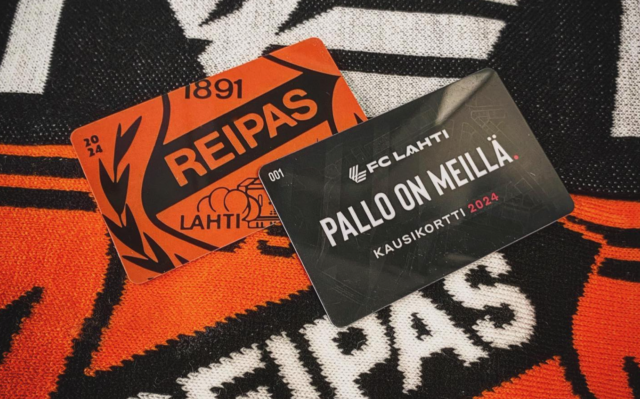 1891
20
24
REIPAS
LAHTI
001
FC LAHTI
PALLO ON MEILLÄ.
KAUSIKORTTI 2024
REIPAS